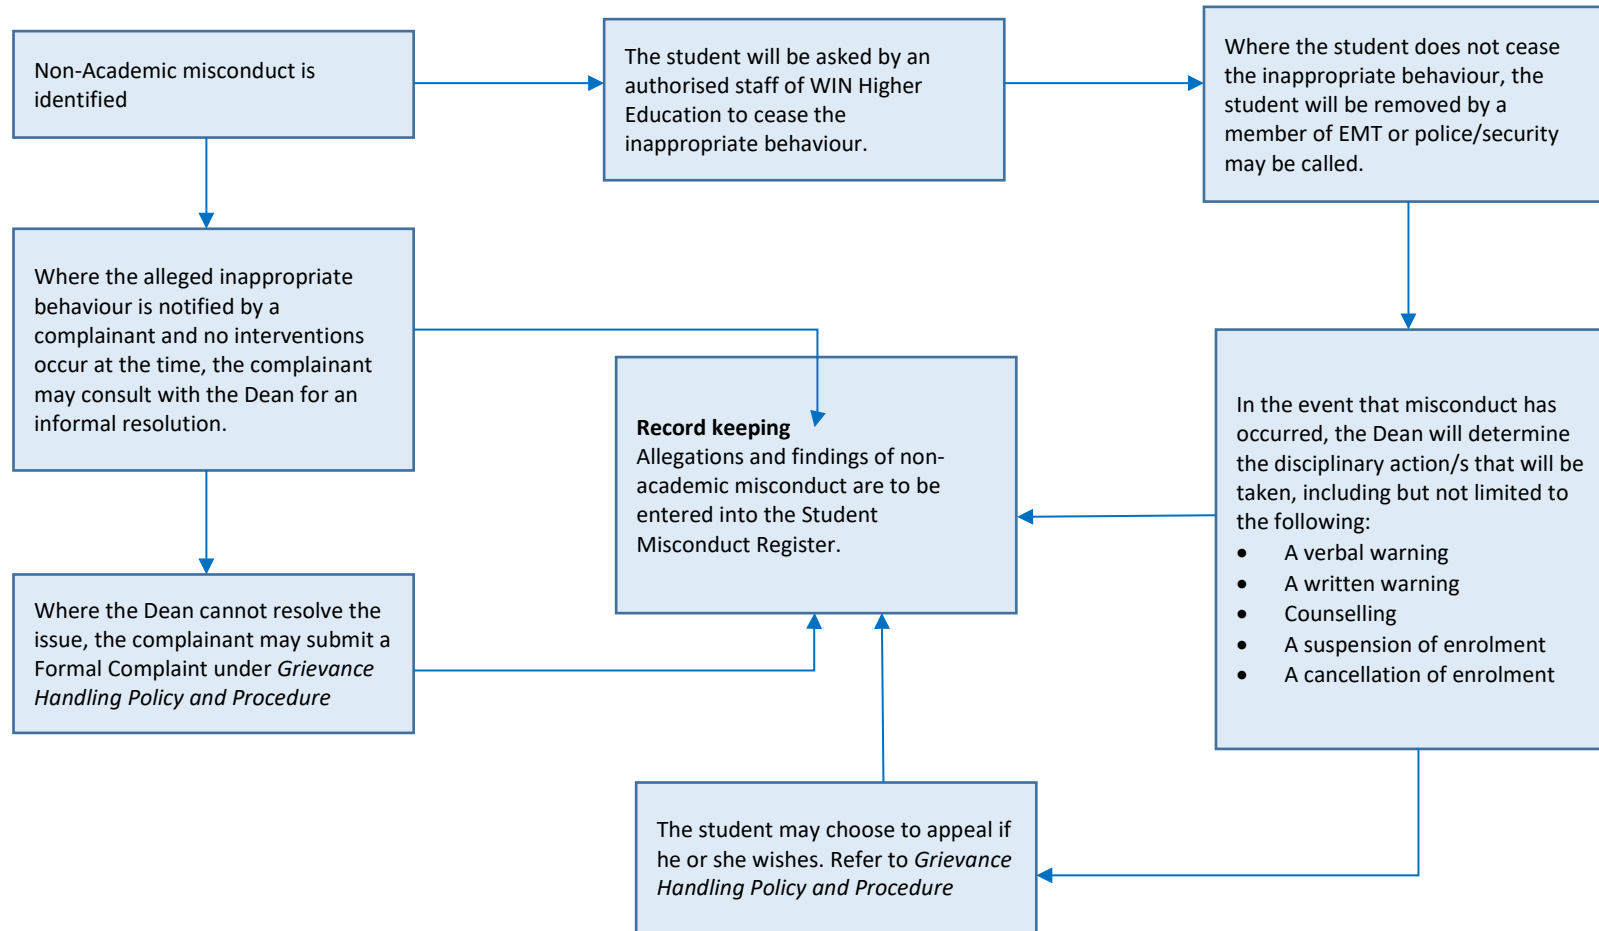 Non-Academic misconduct is
identified
The student will be asked by an
authorised staff of WIN Higher
Education to cease the
inappropriate behaviour.
Where the student does not cease
the inappropriate behaviour, the
student will be removed by a
member of EMT or police/security
may be called.
Where the alleged inappropriate
behaviour is notified by a
complainant and no interventions
occur at the time, the complainant
may consult with the Dean for an
informal resolution.
Record keeping
Allegations and findings of non-
academic misconduct are to be
entered into the Student
Misconduct Register.
In the event that misconduct has
occurred, the Dean will determine
the disciplinary action/s that will be
taken, including but not limited to
the following:
• A verbal warning
• A written warning
• Counselling
• A suspension of enrolment
• A cancellation of enrolment
Where the Dean cannot resolve the
issue, the complainant may submit a
Formal Complaint under Grievance
Handling Policy and Procedure
The student may choose to appeal if
he or she wishes. Refer to Grievance
Handling Policy and Procedure